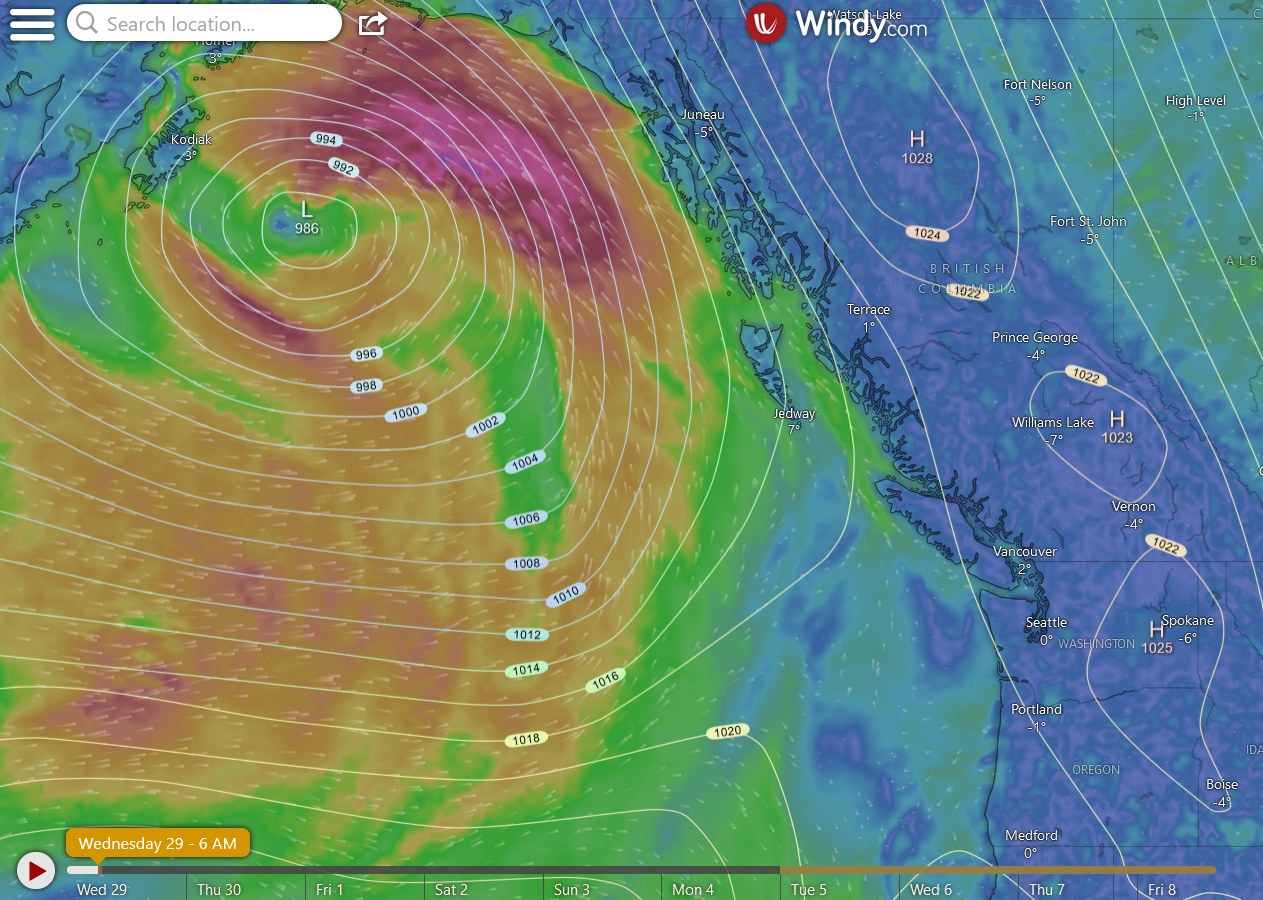 Search location...
Watson Lake
Windy.com
Homer
3°
Fort Nelson
-5°
High Level
-1°
Juneau
-5°
Kodiak
3°
994
992
H
1028
L
986
Fort St. John
-5°
1024
BRITISH
COLUMBIA
1022
ALB
Terrace
1°
Prince George
-4°
996
998
1000
1002
1004
1006
1008
1010
1012
1014
1016
1018
1020
1022
Jedway
7°
Williams Lake
-7°
H
1023
Vernon
-4°
1022
Vancouver
2°
Seattle
0°
WASHINGTON
H
1025
Spokane
-6°
Portland
-1°
IDA
OREGON
Boise
-4°
Medford
0°
Wednesday 29 - 6 AM
Wed 29
Thu 30
Fri 1
Sat 2
Sun 3
Mon 4
Tue 5
Wed 6
Thu 7
Fri 8